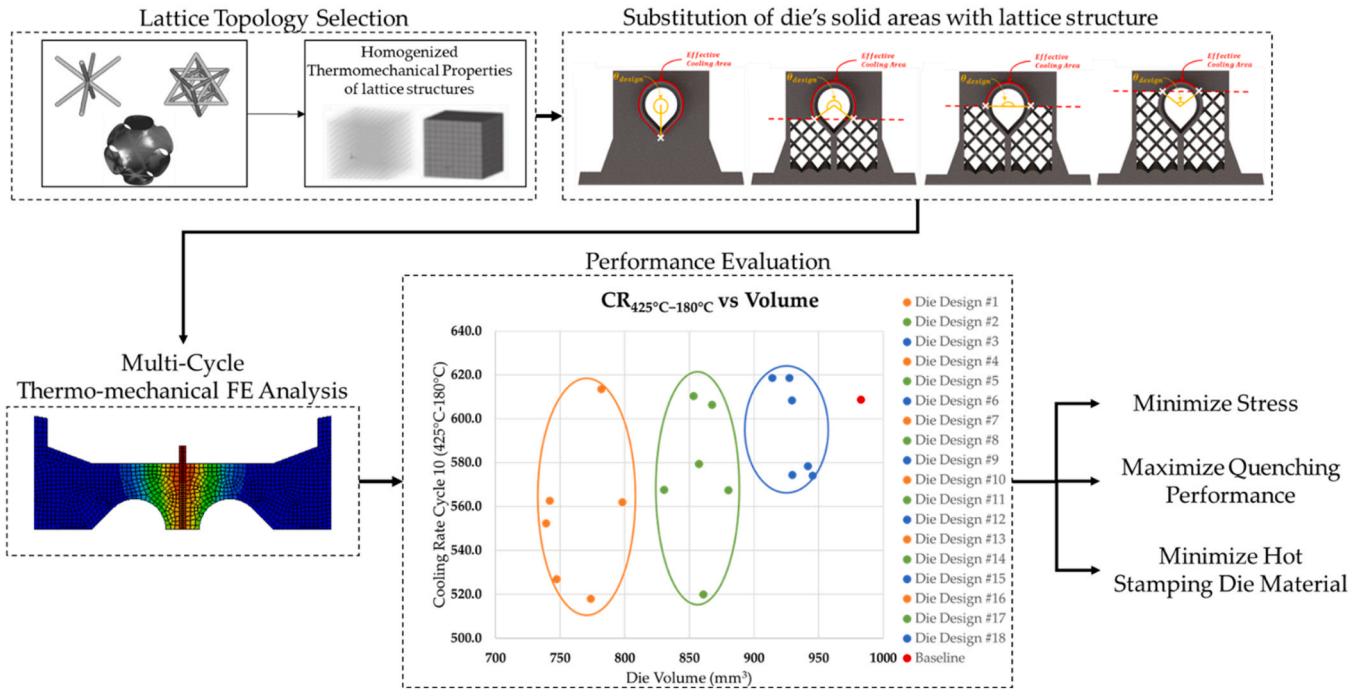 Lattice Topology Selection
Substitution of die's solid areas with lattice structure
Homogenized
Thermomechanical Properties
of lattice structures
Effective
Cooling Area
θdesign
Effective
Cooling Area
θdesign
Effective
Cooling Area
θdesign
Effective
Cooling Area
θdesign
Multi-Cycle
Thermo-mechanical FE Analysis
Performance Evaluation
CR425°C–180°C vs Volume
Cooling Rate Cycle 10 (425°C-180°C)
640.0
620.0
600.0
580.0
560.0
540.0
520.0
500.0
700
750
800
850
900
950
1000
Die Volume (mm³)
Die Design #1
Die Design #2
Die Design #3
Die Design #4
Die Design #5
Die Design #6
Die Design #7
Die Design #8
Die Design #9
Die Design #10
Die Design #11
Die Design #12
Die Design #13
Die Design #14
Die Design #15
Die Design #16
Die Design #17
Die Design #18
Baseline
Minimize Stress
Maximize Quenching
Performance
Minimize Hot
Stamping Die Material